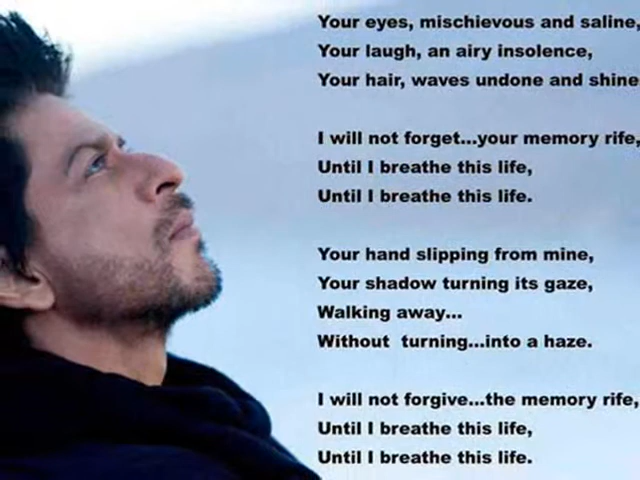 Your eyes, mischievous and saline,
Your laugh, an airy insolence,
Your hair, waves undone and shine
I will not forget...your memory rife,
Until I breathe this life,
Until I breathe this life.
Your hand slipping from mine,
Your shadow turning its gaze,
Walking away...
Without  turning...into a haze.
I will not forgive...the memory rife,
Until I breathe this life,
Until I breathe this life.